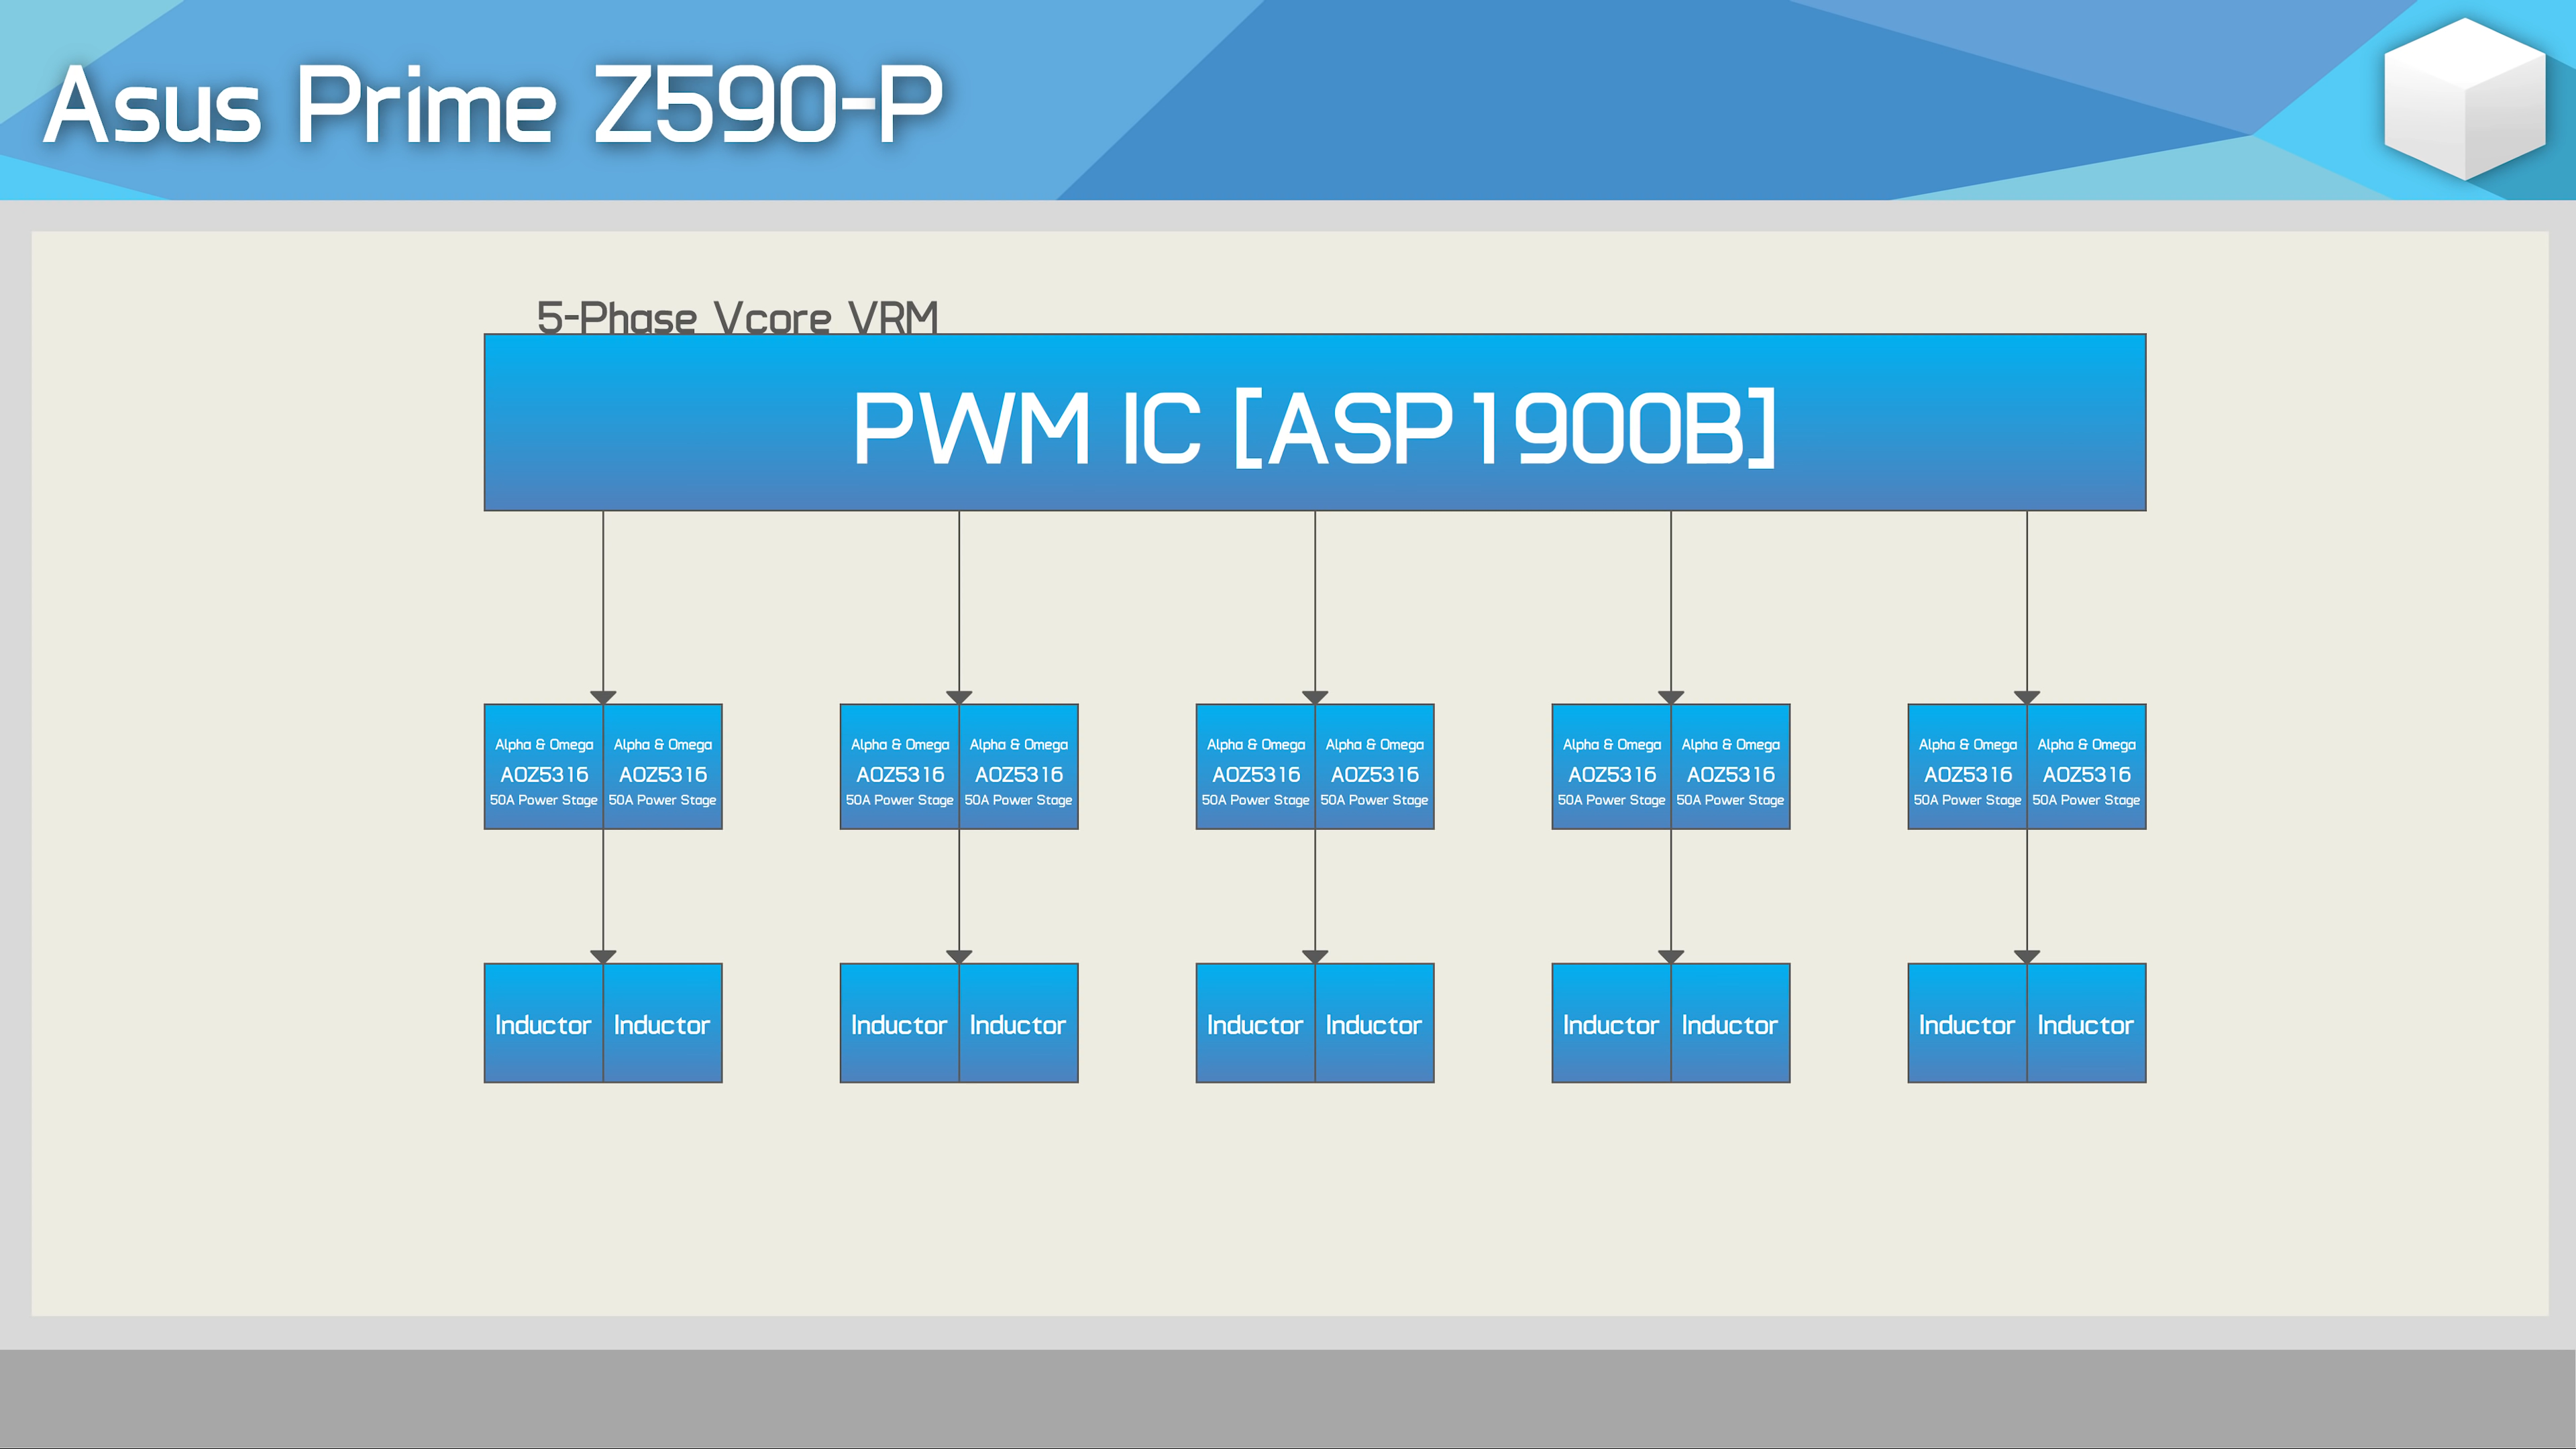 Asus Prime Z590-P
5-Phase Vcore VRM
PWM IC [ASP1900B]
Alpha & Omega Alpha & Omega Alpha & Omega Alpha & Omega Alpha & Omega Alpha & Omega Alpha & Omega Alpha & Omega Alpha & Omega Alpha & Omega
AOZ5316 AOZ5316 AOZ5316 AOZ5316 AOZ5316 AOZ5316 AOZ5316 AOZ5316 AOZ5316 AOZ5316
50A Power Stage 50A Power Stage 50A Power Stage 50A Power Stage 50A Power Stage 50A Power Stage 50A Power Stage 50A Power Stage 50A Power Stage 50A Power Stage
Inductor Inductor Inductor Inductor Inductor Inductor Inductor Inductor Inductor Inductor